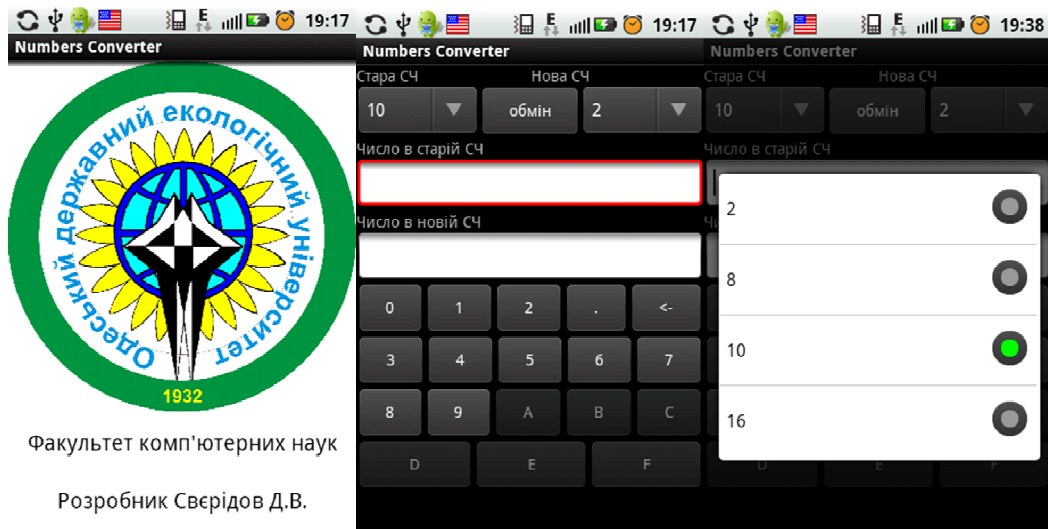 19:17
Numbers Converter
Одеський державний екологічний університет
1932
Факультет комп'ютерних наук
Розробник Свєрідов Д.В.
E 19:17
Numbers Converter
Стара СЧ Нова СЧ
10 обмін 2
Число в старій СЧ
Число в новій СЧ
0 1 2 . <-
3 4 5 6 7
8 9 A B C
D E F
E 19:38
Numbers Converter
Стара СЧ Нова СЧ
10 обмін 2
Число в старій СЧ
2
8
10
16
D E F